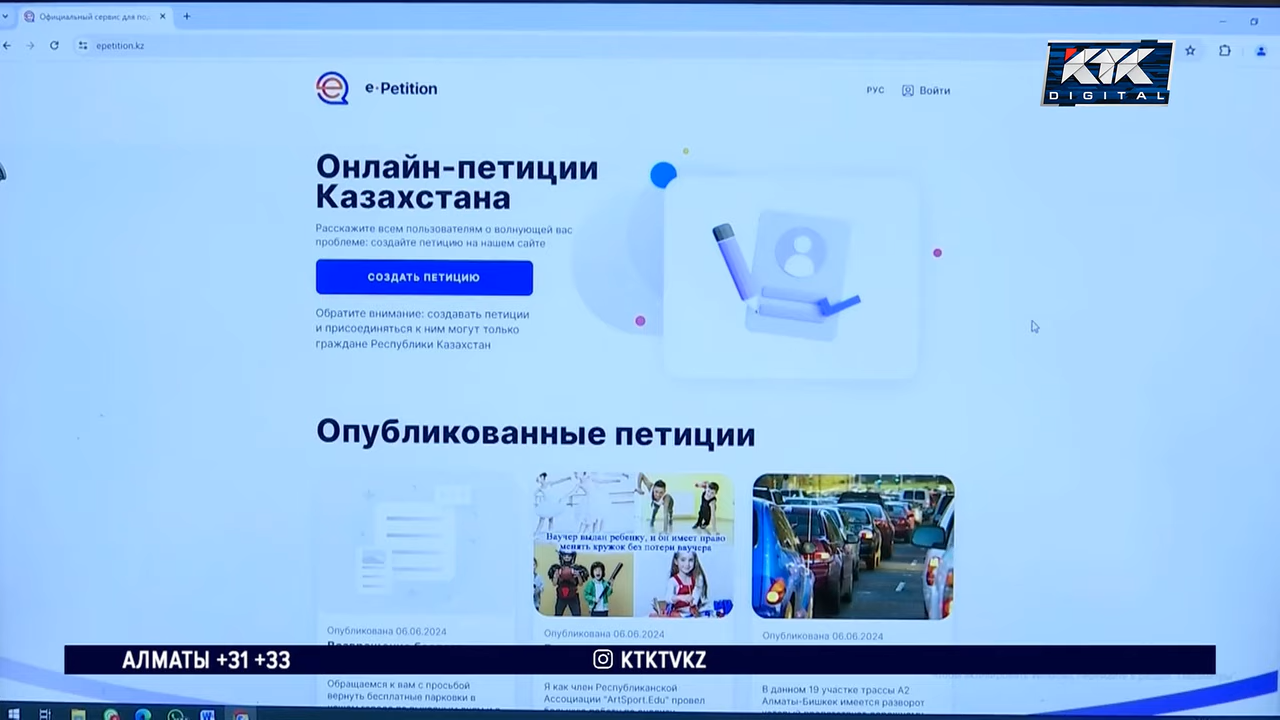 Официальный сервис для по
epetition.kz
КТК
DIGITAL
e-Petition
РУС
Войти
Онлайн-петиции
Казахстана
Расскажите всем пользователям о волнующей вас
проблеме: создайте петицию на нашем сайте
СОЗДАТЬ ПЕТИЦИЮ
Обратите внимание: создавать петиции
и присоединяться к ним могут только
граждане Республики Казахстан
Опубликованные петиции
Ваучер выдан ребенку, и он имеет право
менять кружок без потери ваучера
Опубликована 06.06.2024
Опубликована 06.06.2024
Опубликована 06.06.2024
АЛМАТЫ +31 +33
KTKTVKZ
Обращаемся к вам с просьбой
вернуть бесплатные парковки в
Я как член Республиканской
Ассоциации "ArtSport.Edu" провел
В данном 19 участке трассы А2
Алматы-Бишкек имеется разворот